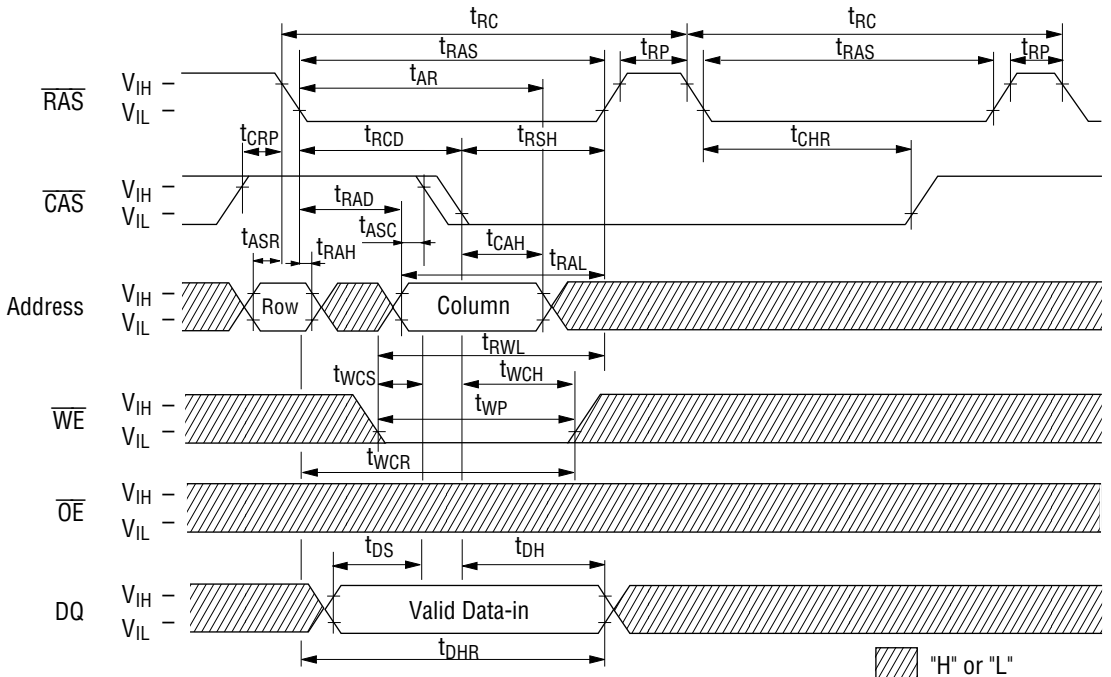 tRC tRC
tRAS tRP tRAS tRP
tAR
RAS VIH
VIL
tCRP tRCD tRSH tCHR
CAS VIH
VIL
tRAD
tASR tRAH tASC tCAH tRAL
Address VIH
VIL
Row Column
tRWL
tWCS tWCH
WE VIH
VIL
tWP
tWCR
OE VIH
VIL
tDS tDH
DQ VIH
VIL
Valid Data-in
tDHR
"H" or "L"